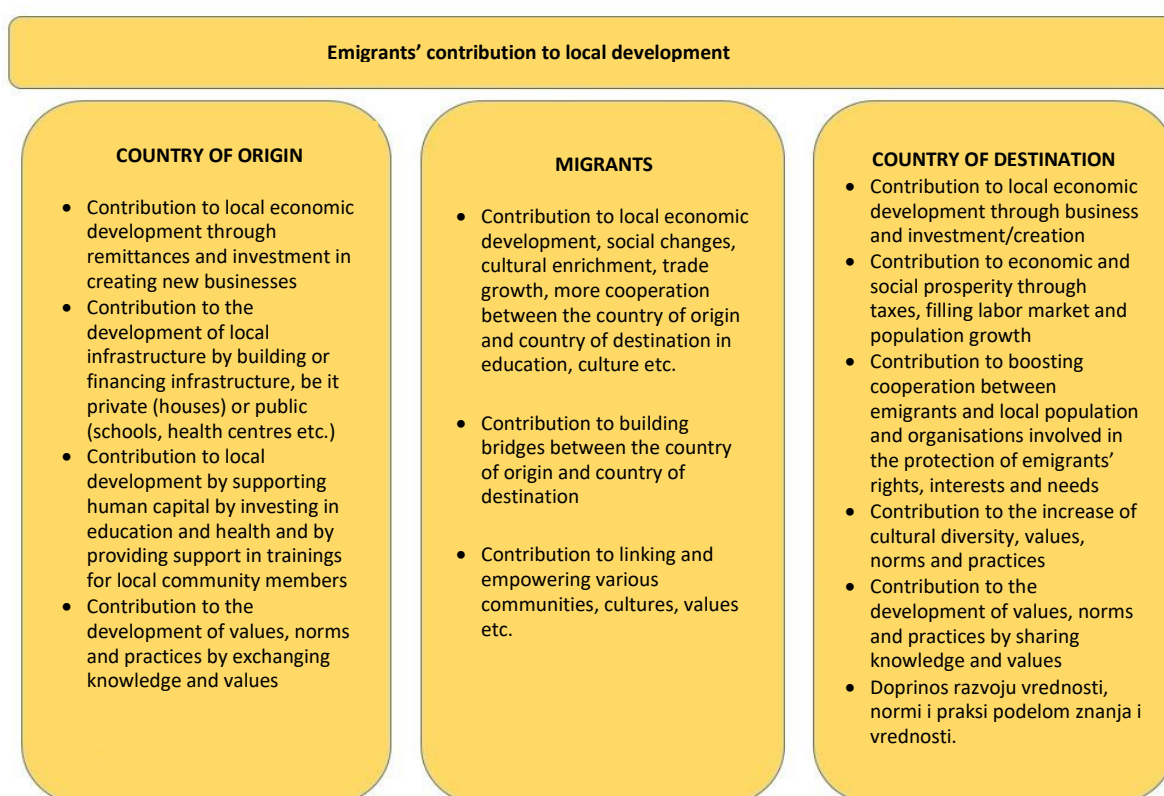 Emigrants’ contribution to local development
COUNTRY OF ORIGIN
• Contribution to local economic
development through
remittances and investment in
creating new businesses
• Contribution to the
development of local
infrastructure by building or
financing infrastructure, be it
private (houses) or public
(schools, health centres etc.)
• Contribution to local
development by supporting
human capital by investing in
education and health and by
providing support in trainings
for local community members
• Contribution to the
development of values, norms
and practices by exchanging
knowledge and values
MIGRANTS
• Contribution to local economic
development, social changes,
cultural enrichment, trade
growth, more cooperation
between the country of origin
and country of destination in
education, culture etc.
• Contribution to building
bridges between the country
of origin and country of
destination
• Contribution to linking and
empowering various
communities, cultures, values
etc.
COUNTRY OF DESTINATION
• Contribution to local economic
development through business
and investment/creation
• Contribution to economic and
social prosperity through
taxes, filling labor market and
population growth
• Contribution to boosting
cooperation between
emigrants and local population
and organisations involved in
the protection of emigrants’
rights, interests and needs
• Contribution to the increase of
cultural diversity, values,
norms and practices
• Contribution to the
development of values, norms
and practices by sharing
knowledge and values
• Doprinos razvoju vrednosti,
normi i praksi podelom znanja i
vrednosti.